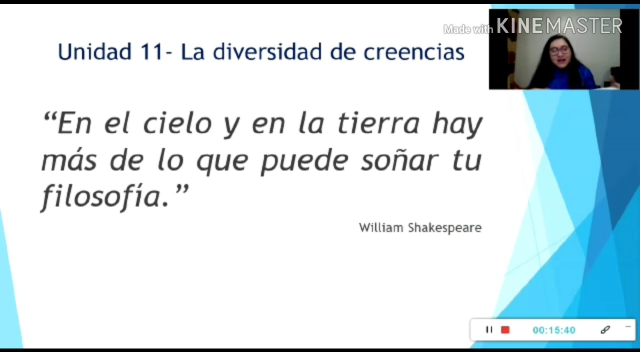 Made with KINEMASTER
Unidad 11- La diversidad de creencias
“En el cielo y en la tierra hay
más de lo que puede soñar tu
filosofía.”
William Shakespeare
00:15:40